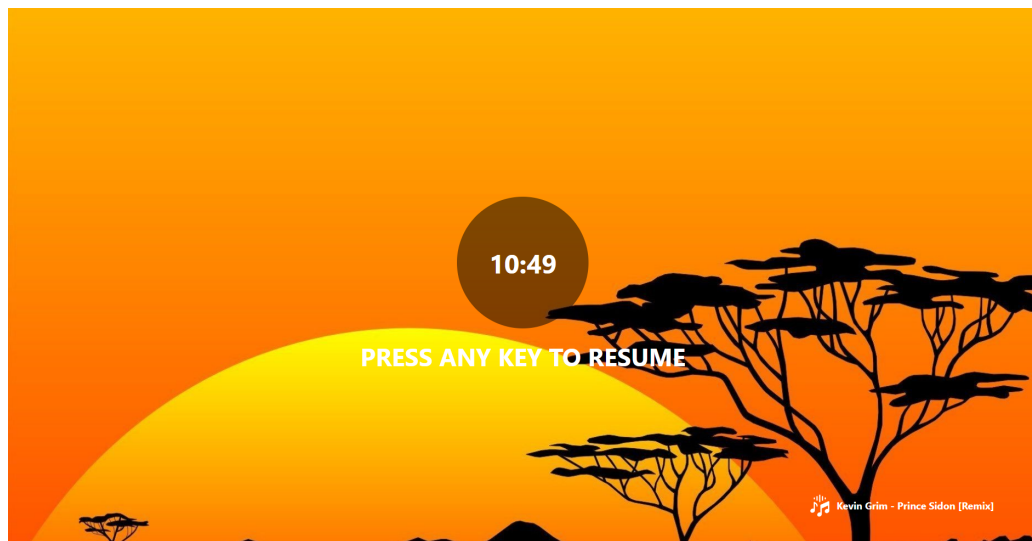 10:49
PRESS ANY KEY TO RESUME
Kevin Grim - Prince Sidon [Remix]